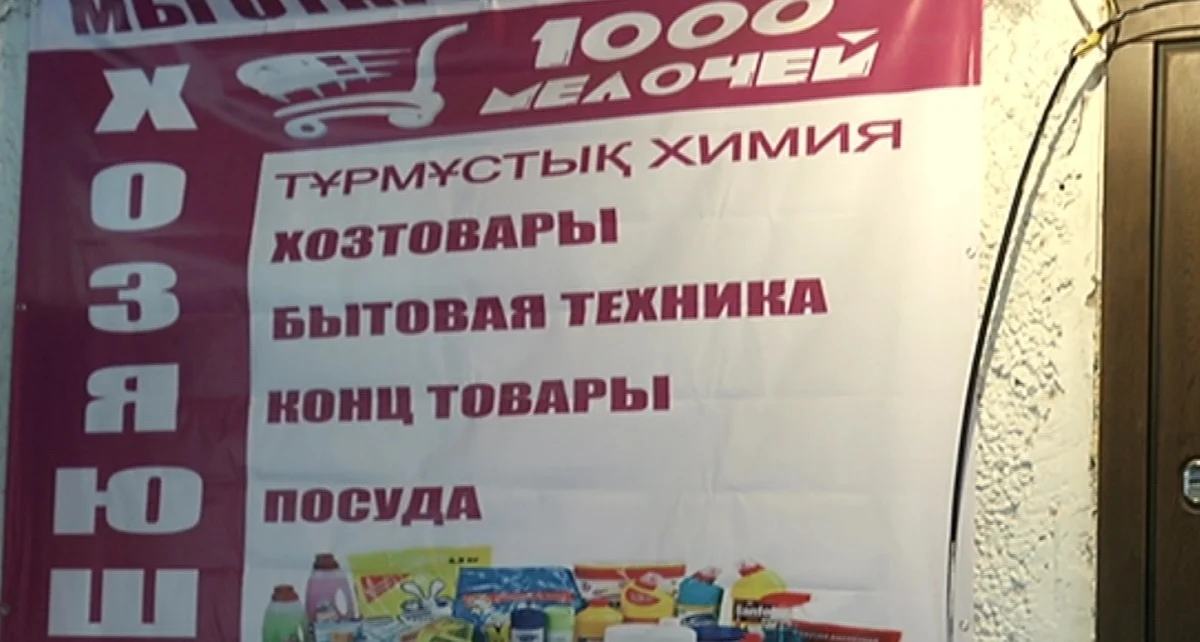 1000
МЕЛОЧЕЙ
ХОЗЯЮШ
ТҰРМҰСТЫҚ ХИМИЯ
ХОЗТОВАРЫ
БЫТОВАЯ ТЕХНИКА
КОНЦ ТОВАРЫ
ПОСУДА